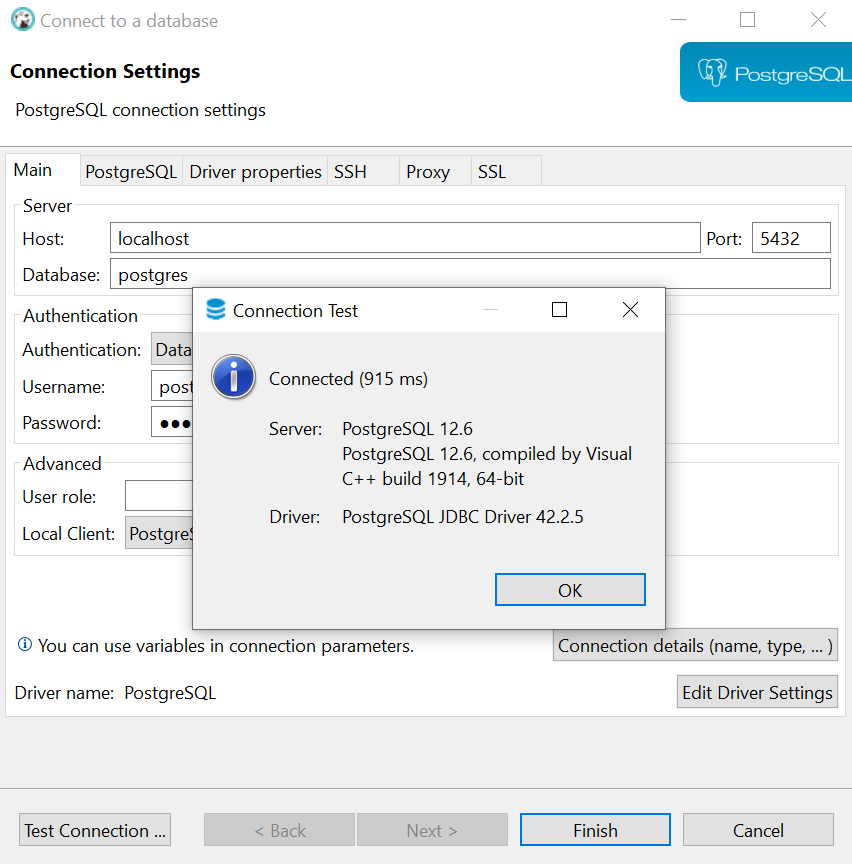 Connect to a database
Connection Settings
PostgreSQL connection settings
PostgreSQL
Main PostgreSQL Driver properties SSH Proxy SSL
Server
Host: localhost Port: 5432
Database: postgres
Authentication
Authentication: Data
Username: post
Password: ●●●
Advanced
User role:
Local Client: PostgreS
Connection Test
Connected (915 ms)
Server: PostgreSQL 12.6
PostgreSQL 12.6, compiled by Visual
C++ build 1914, 64-bit
Driver: PostgreSQL JDBC Driver 42.2.5
OK
You can use variables in connection parameters.
Connection details (name, type, ... )
Driver name: PostgreSQL
Edit Driver Settings
Test Connection ... < Back Next > Finish Cancel